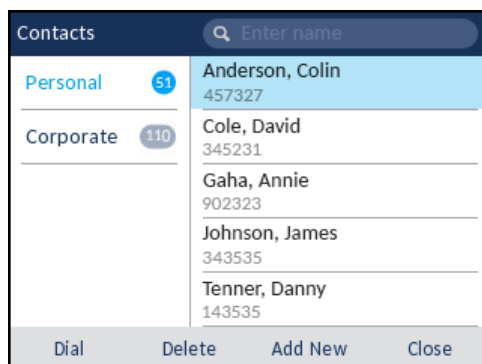 Contacts
Enter name
Personal 51
Corporate 110
Anderson, Colin
457327
Cole, David
345231
Gaha, Annie
902323
Johnson, James
343535
Tenner, Danny
143535
Dial Delete Add New Close